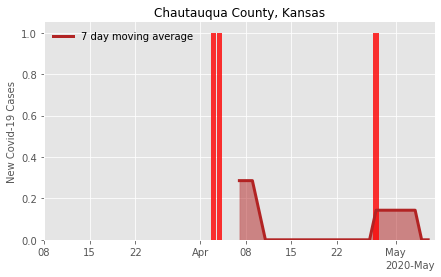 Chautauqua County, Kansas
7 day moving average
New Covid-19 Cases
1.0
0.8
0.6
0.4
0.2
0.0
08 15 22 Apr 08 15 22 May
2020-May